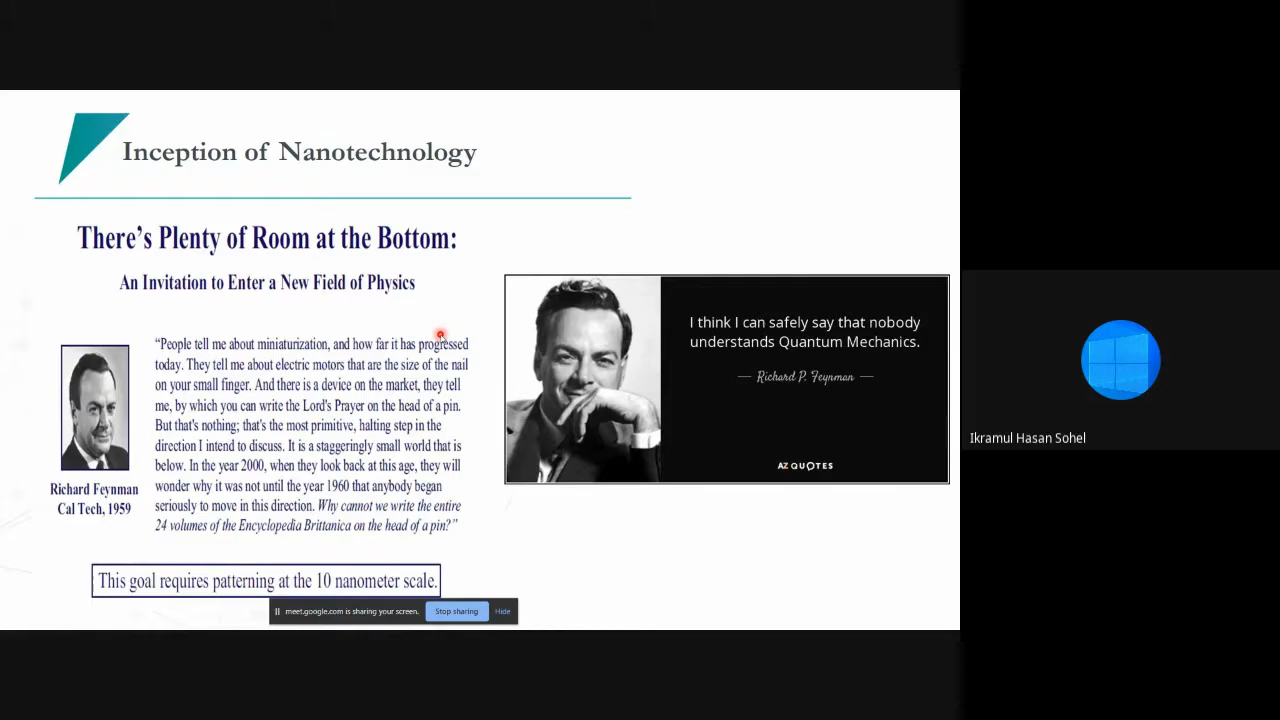 Inception of Nanotechnology
There's Plenty of Room at the Bottom:
An Invitation to Enter a New Field of Physics
“People tell me about miniaturization, and how far it has progressed
today. They tell me about electric motors that are the size of the nail
on your small finger. And there is a device on the market, they tell
me, by which you can write the Lord's Prayer on the head of a pin.
But that's nothing; that's the most primitive, halting step in the
direction I intend to discuss. It is a staggeringly small world that is
below. In the year 2000, when they look back at this age, they will
wonder why it was not until the year 1960 that anybody began
seriously to move in this direction. Why cannot we write the entire
24 volumes of the Encyclopedia Brittanica on the head of a pin?”
Richard Feynman
Cal Tech, 1959
This goal requires patterning at the 10 nanometer scale.
I think I can safely say that nobody
understands Quantum Mechanics.
— Richard P. Feynman —
AZ QUOTES
meet.google.com is sharing your screen.
Stop sharing
Hide
Ikramul Hasan Sohel